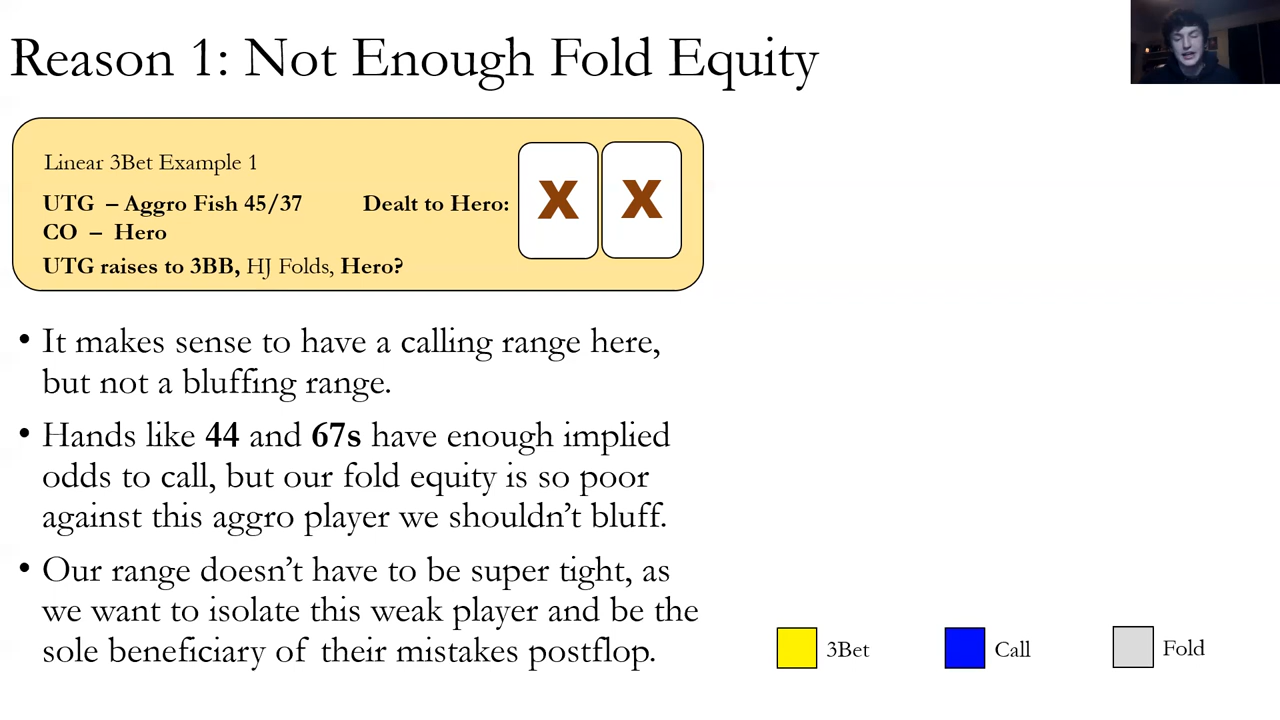 Reason 1: Not Enough Fold Equity
Linear 3Bet Example 1
UTG – Aggro Fish 45/37 Dealt to Hero: X X
CO – Hero
UTG raises to 3BB, HJ Folds, Hero?
• It makes sense to have a calling range here,
but not a bluffing range.
• Hands like 44 and 67s have enough implied
odds to call, but our fold equity is so poor
against this aggro player we shouldn’t bluff.
• Our range doesn’t have to be super tight, as
we want to isolate this weak player and be the
sole beneficiary of their mistakes postflop.
3Bet Call Fold